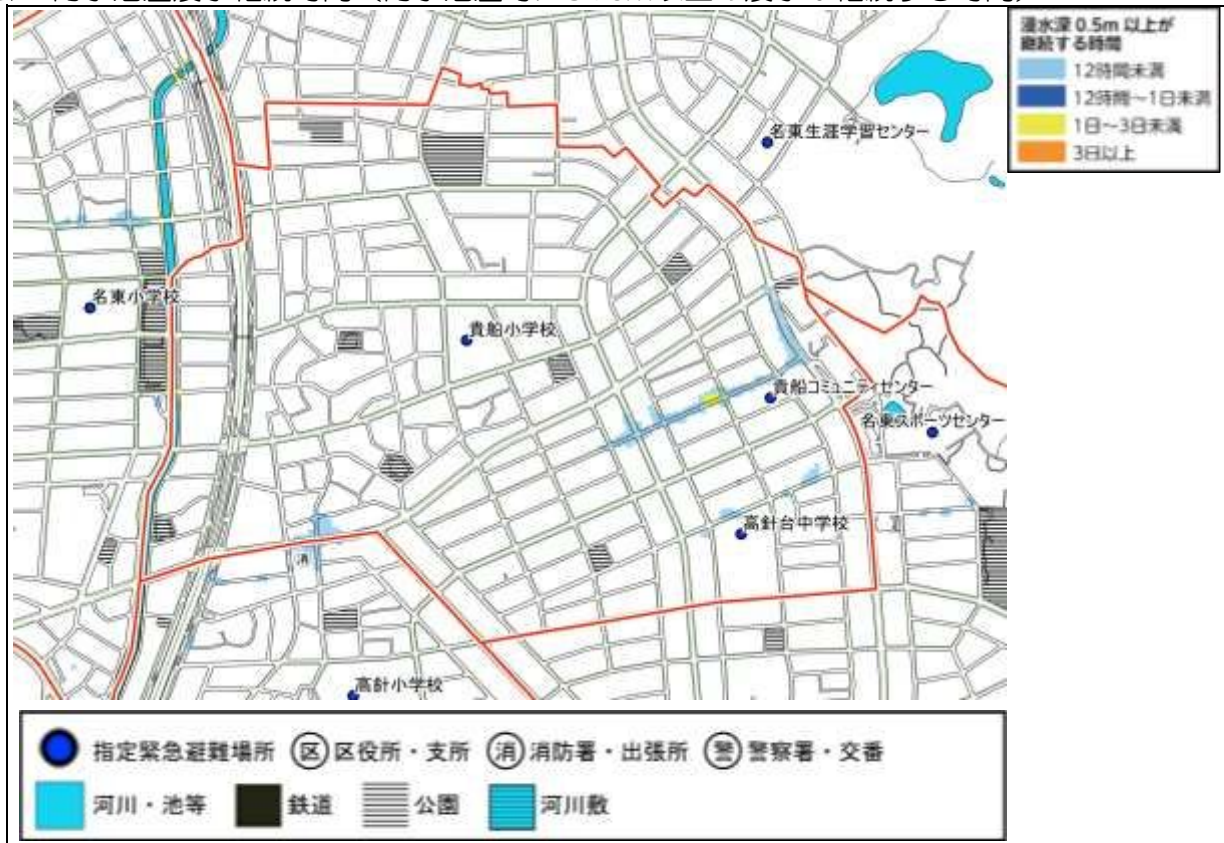 浸水深 0.5m 以上が
継続する時間
12時間未満
12時間～1日未満
1日～3日未満
3日以上
名東生涯学習センター
名東小学校
貴船小学校
貴船コミュニティセンター
名東スポーツセンター
高針台中学校
消
高針小学校
指定緊急避難場所 区 区役所・支所 消 消防署・出張所 警 警察署・交番
河川・池等 鉄道 公園 河川敷